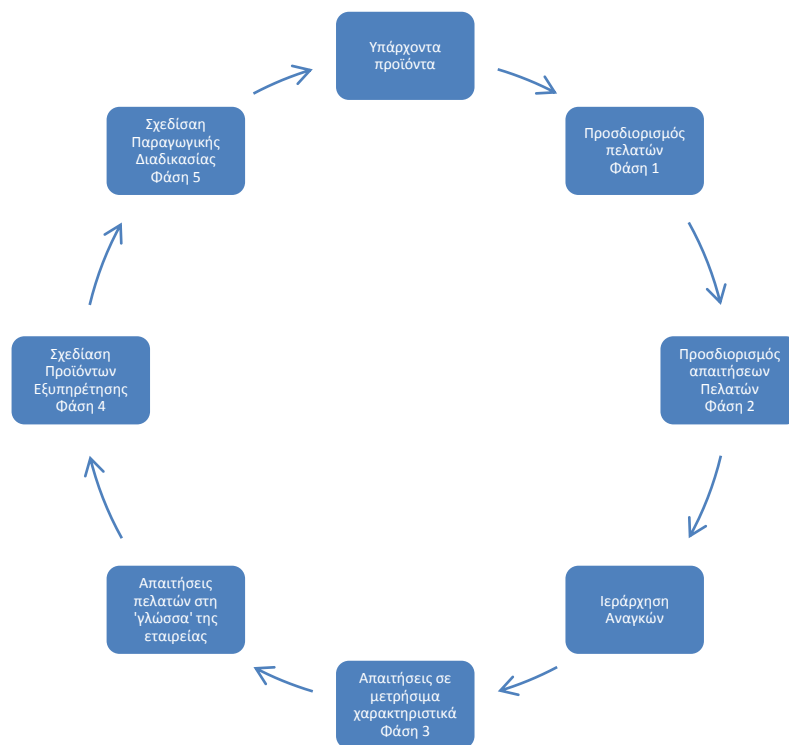 Υπάρχοντα
προϊόντα
Προσδιορισμός
πελατών
Φάση 1
Προσδιορισμός
απαιτήσεων
Πελατών
Φάση 2
Ιεράρχηση
Αναγκών
Απαιτήσεις σε
μετρήσιμα
χαρακτηριστικά
Φάση 3
Απαιτήσεις
πελατών στη
'γλώσσα' της
εταιρείας
Σχεδίαση
Προϊόντων
Εξυπηρέτησης
Φάση 4
Σχεδίσαη
Παραγωγικής
Διαδικασίας
Φάση 5